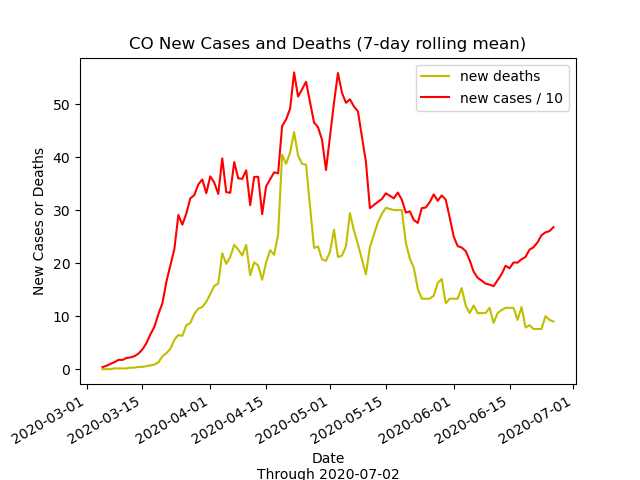 CO New Cases and Deaths (7-day rolling mean)
new deaths
new cases / 10
New Cases or Deaths
50
40
30
20
10
0
2020-03-01
2020-03-15
2020-04-01
2020-04-15
2020-05-01
2020-05-15
2020-06-01
2020-06-15
2020-07-01
Date
Through 2020-07-02